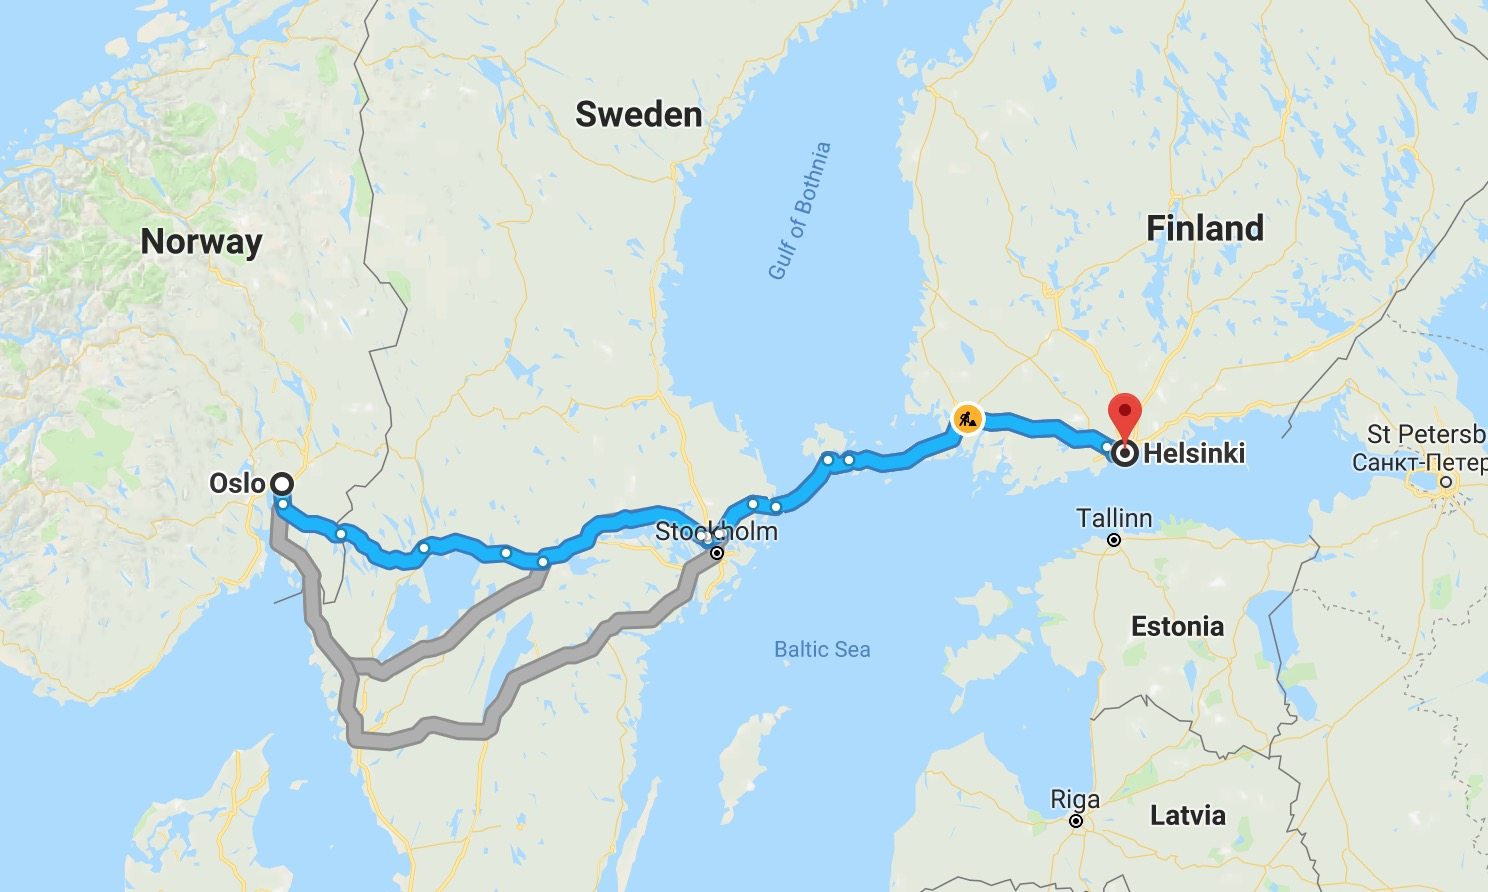 Sweden
Gulf of Bothnia
Norway
Finland
St Petersb
Санкт-Петер
Oslo
Helsinki
Stockholm
Tallinn
Estonia
Baltic Sea
Riga
Latvia